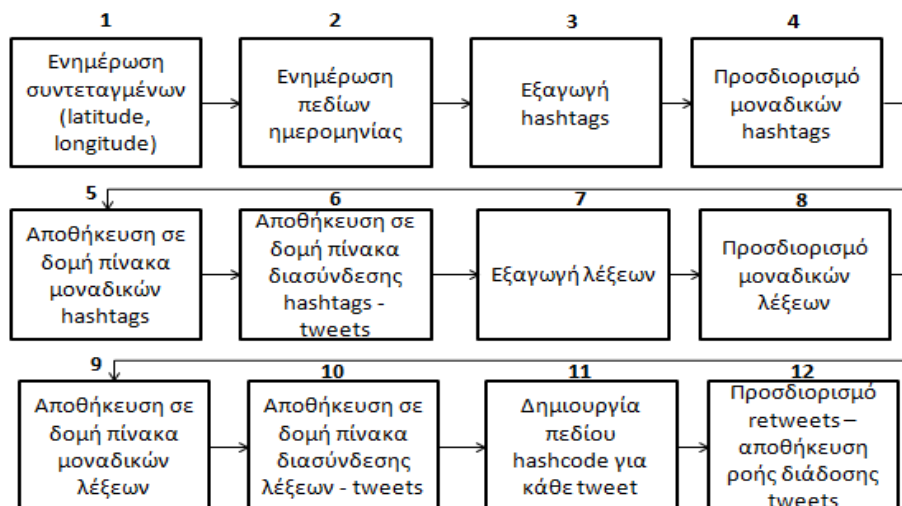 1
Ενημέρωση
συντεταγμένων
(latitude,
longitude)
2
Ενημέρωση
πεδίων
ημερομηνίας
3
Εξαγωγή
hashtags
4
Προσδιορισμό
μοναδικών
hashtags
5
Αποθήκευση σε
δομή πίνακα
μοναδικών
hashtags
6
Αποθήκευση σε
δομή πίνακα
διασύνδεσης
hashtags -
tweets
7
Εξαγωγή λέξεων
8
Προσδιορισμό
μοναδικών
λέξεων
9
Αποθήκευση σε
δομή πίνακα
μοναδικών
λέξεων
10
Αποθήκευση σε
δομή πίνακα
διασύνδεσης
λέξεων - tweets
11
Δημιουργία
πεδίου
hashcode για
κάθε tweet
12
Προσδιορισμό
retweets –
αποθήκευση
ροής διάδοσης
tweets